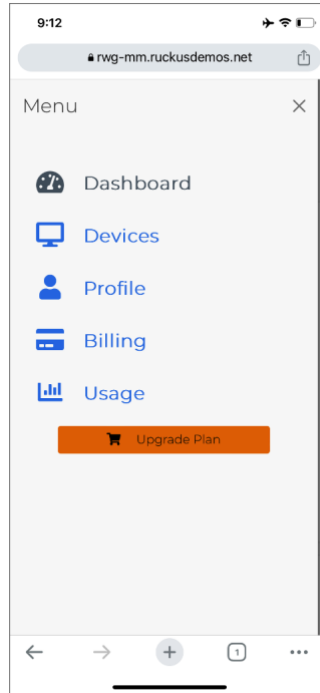 9:12
rwg-mm.ruckusdemos.net
Menu
Dashboard
Devices
Profile
Billing
Usage
Upgrade Plan
1